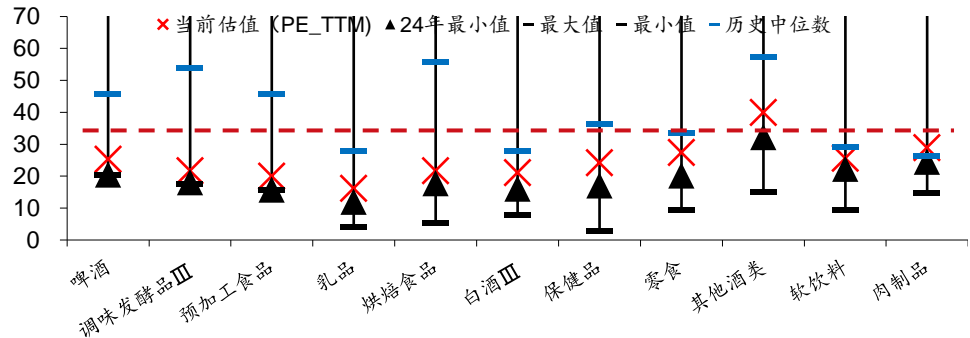 当前估值（PE_TTM) 24年最小值 最大值 最小值 历史中位数
70
60
50
40
30
20
10
0
啤酒
调味发酵品Ⅲ
预加工食品
乳品
烘焙食品
白酒Ⅲ
保健品
零食
其他酒类
软饮料
肉制品